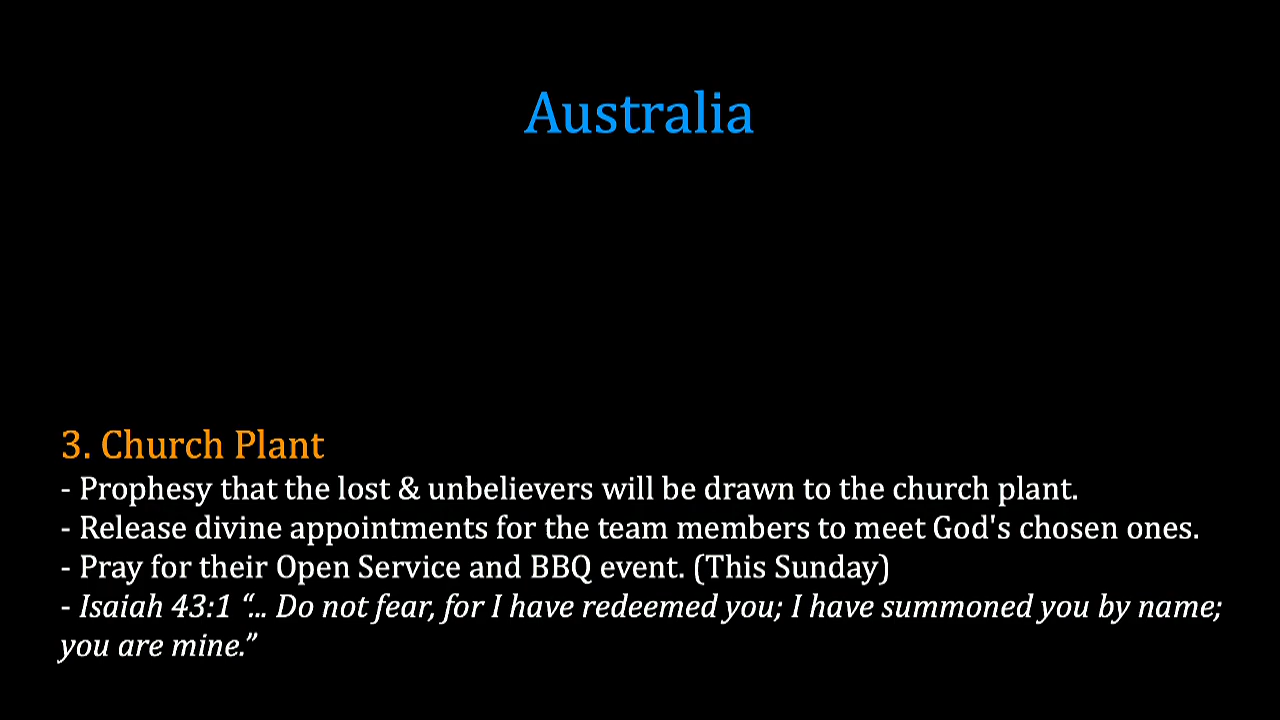 Australia
3. Church Plant
- Prophesy that the lost & unbelievers will be drawn to the church plant.
- Release divine appointments for the team members to meet God's chosen ones.
- Pray for their Open Service and BBQ event. (This Sunday)
- Isaiah 43:1 “... Do not fear, for I have redeemed you; I have summoned you by name;
you are mine.”